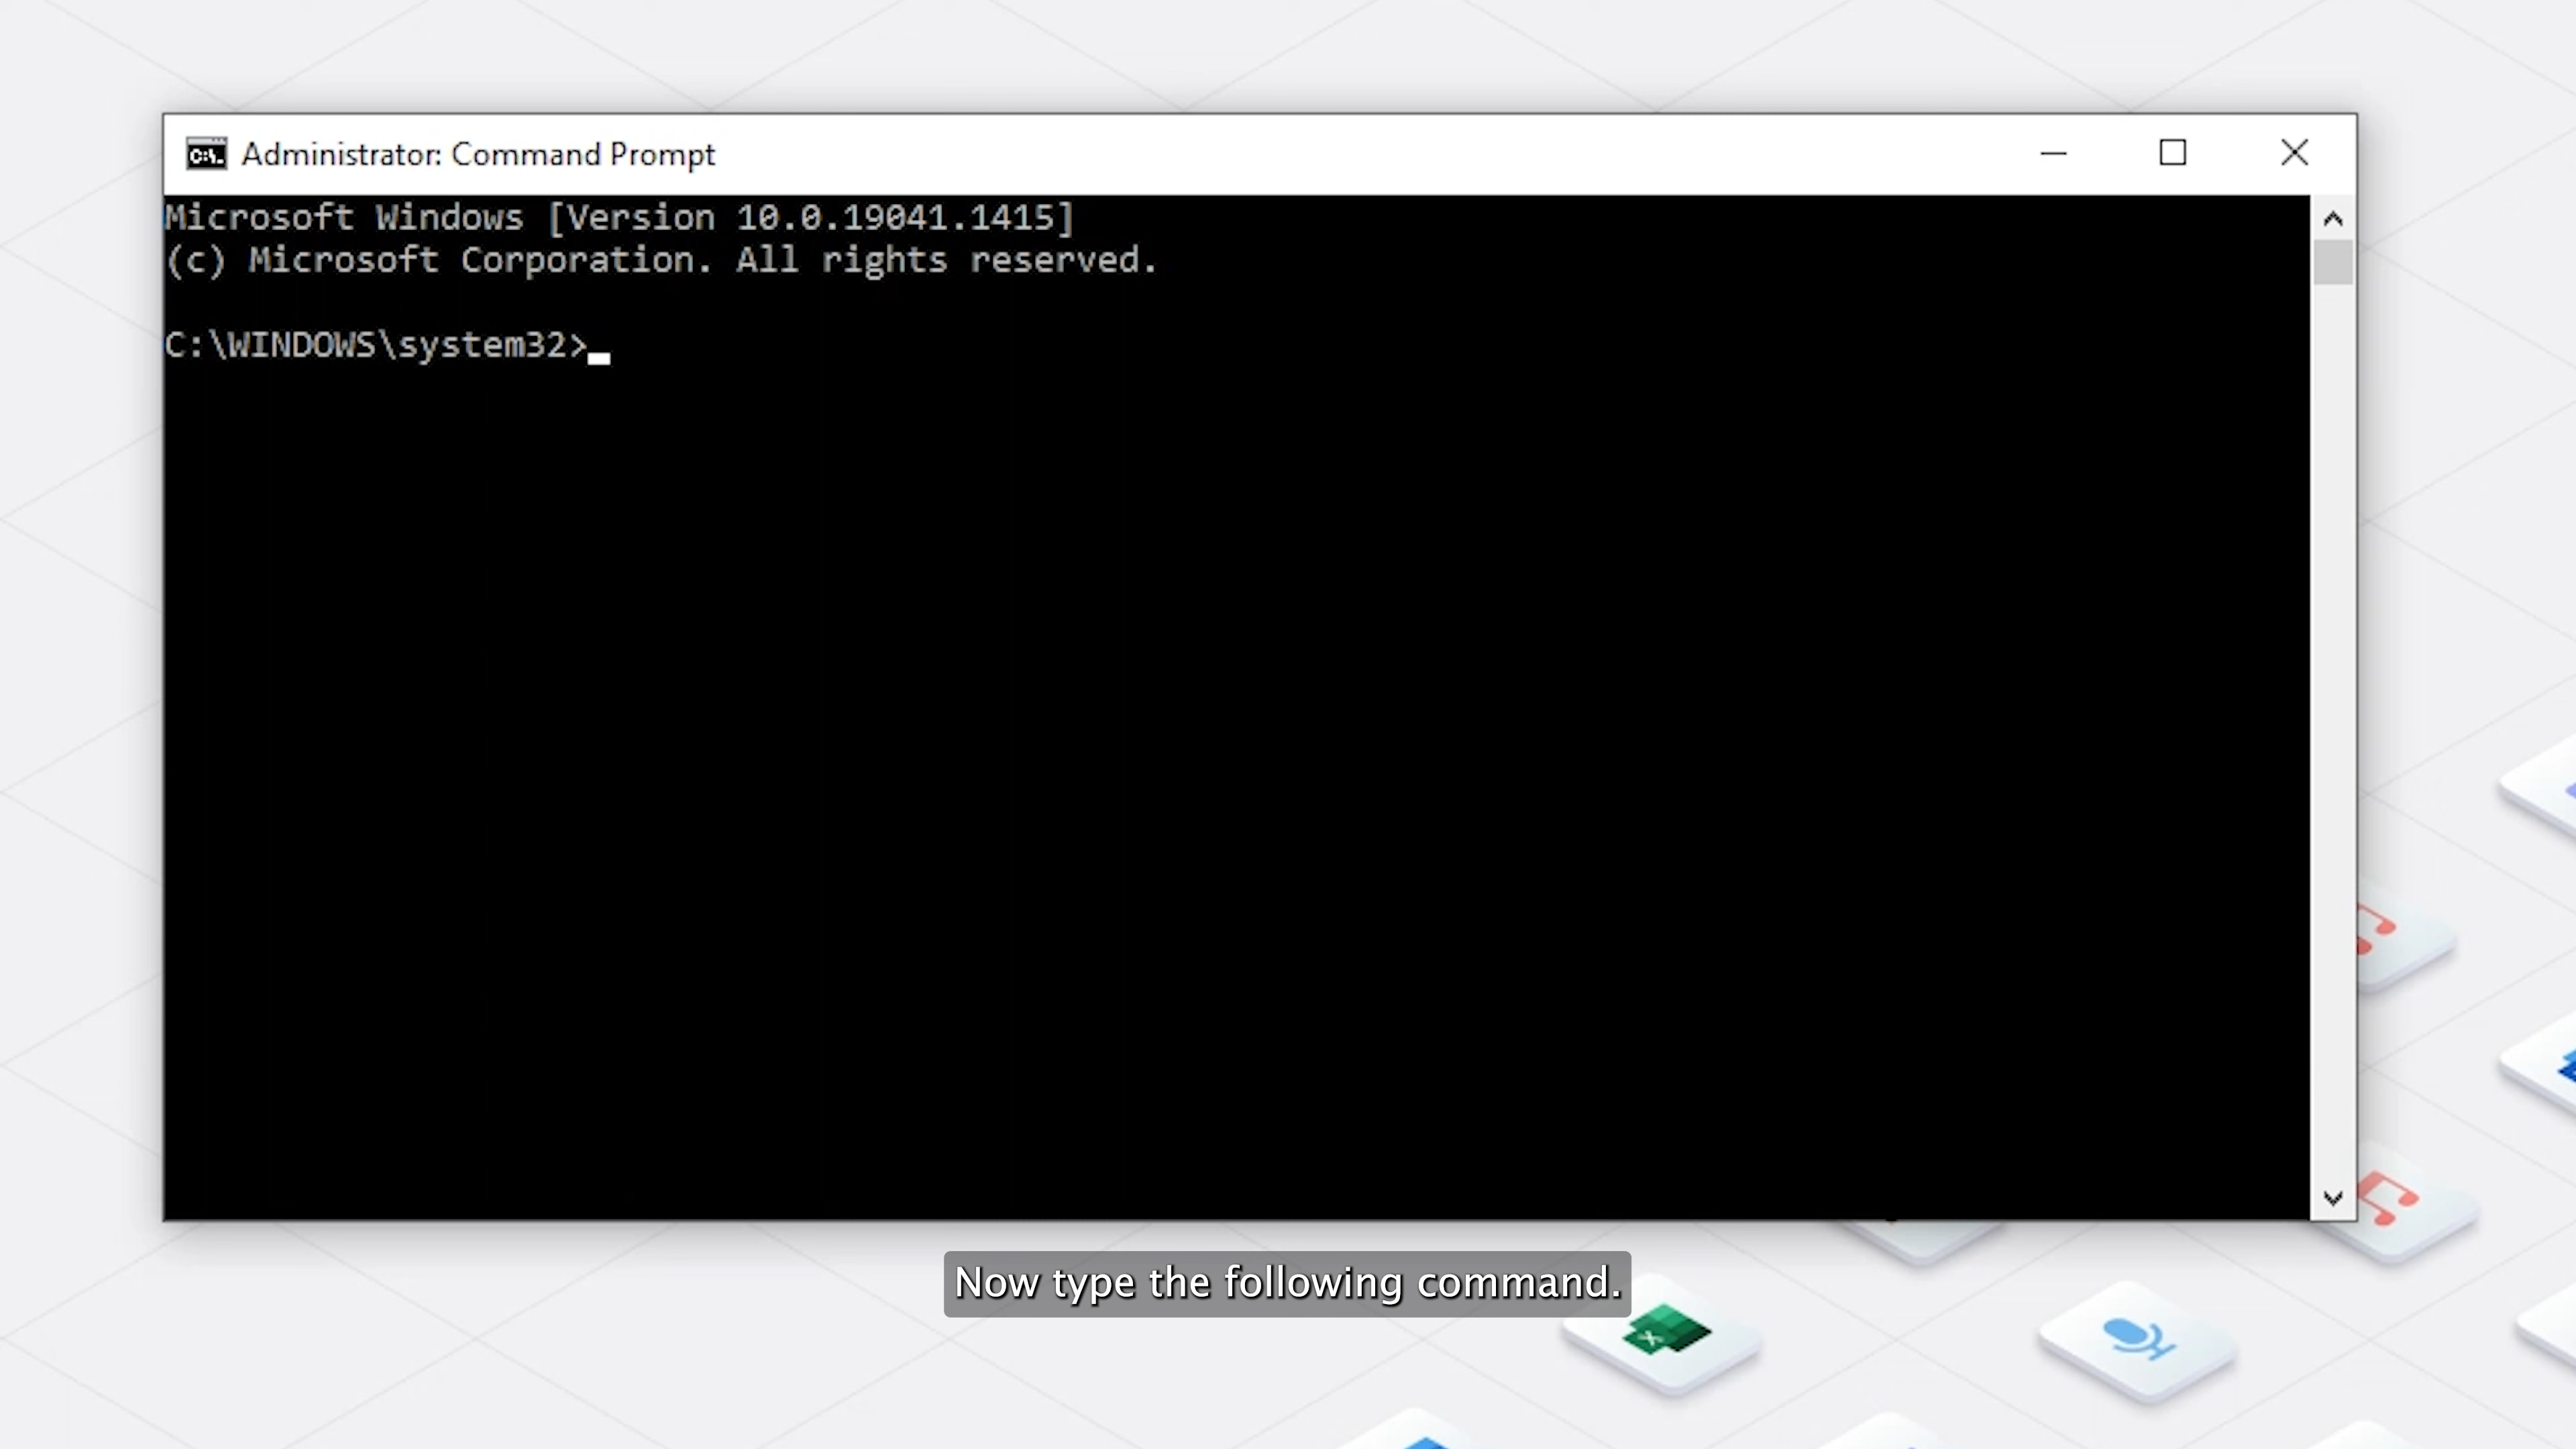 Administrator: Command Prompt
Microsoft Windows [Version 10.0.19041.1415]
(c) Microsoft Corporation. All rights reserved.
C:\WINDOWS\system32>
Now type the following command.